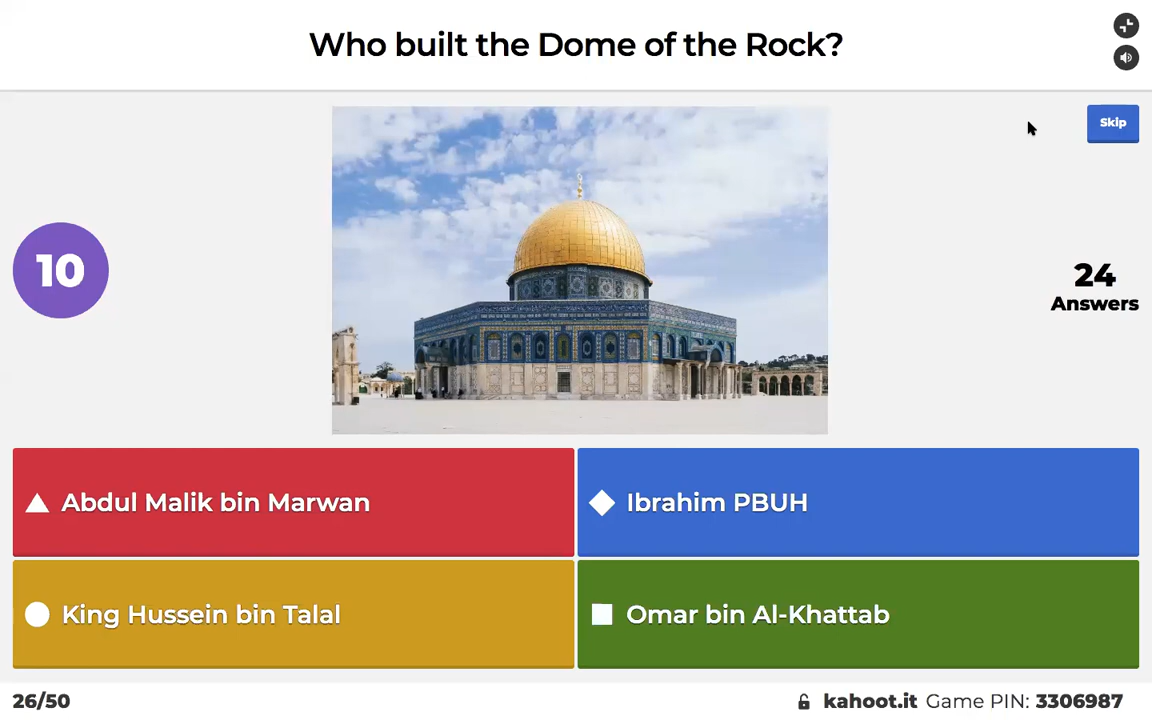 Who built the Dome of the Rock?
Skip
10
24
Answers
Abdul Malik bin Marwan
Ibrahim PBUH
King Hussein bin Talal
Omar bin Al-Khattab
26/50
kahoot.it Game PIN: 3306987